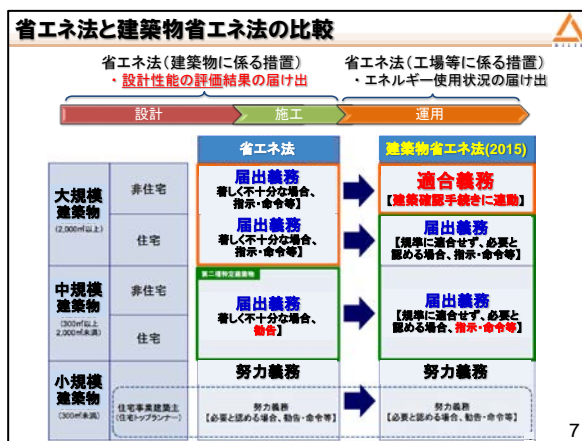 省エネ法と建築物省エネ法の比較
省エネ法(建築物に係る措置)
・設計性能の評価結果の届け出
省エネ法(工場等に係る措置)
・エネルギー使用状況の届け出
設計
施工
運用
省エネ法
建築物省エネ法(2015)
大規模
建築物
(2,000㎡以上)
非住宅
届出義務
著しく不十分な場合、
指示・命令等】
適合義務
【建築確認手続きに連動】
住宅
届出義務
著しく不十分な場合、
指示・命令等】
届出義務
【規準に適合せず、必要と
認める場合、指示・命令等】
中規模
建築物
(300㎡以上
2,000㎡未満)
非住宅
住宅
第二種特定建築物
届出義務
著しく不十分な場合、
勧告】
届出義務
【規準に適合せず、必要と
認める場合、指示・命令等】
小規模
建築物
(300㎡未満)
努力義務
努力義務
住宅事業建築主
(住宅トップランナー)
努力義務
【必要と認める場合、勧告・命令等】
努力義務
【必要と認める場合、勧告・命令等】
7